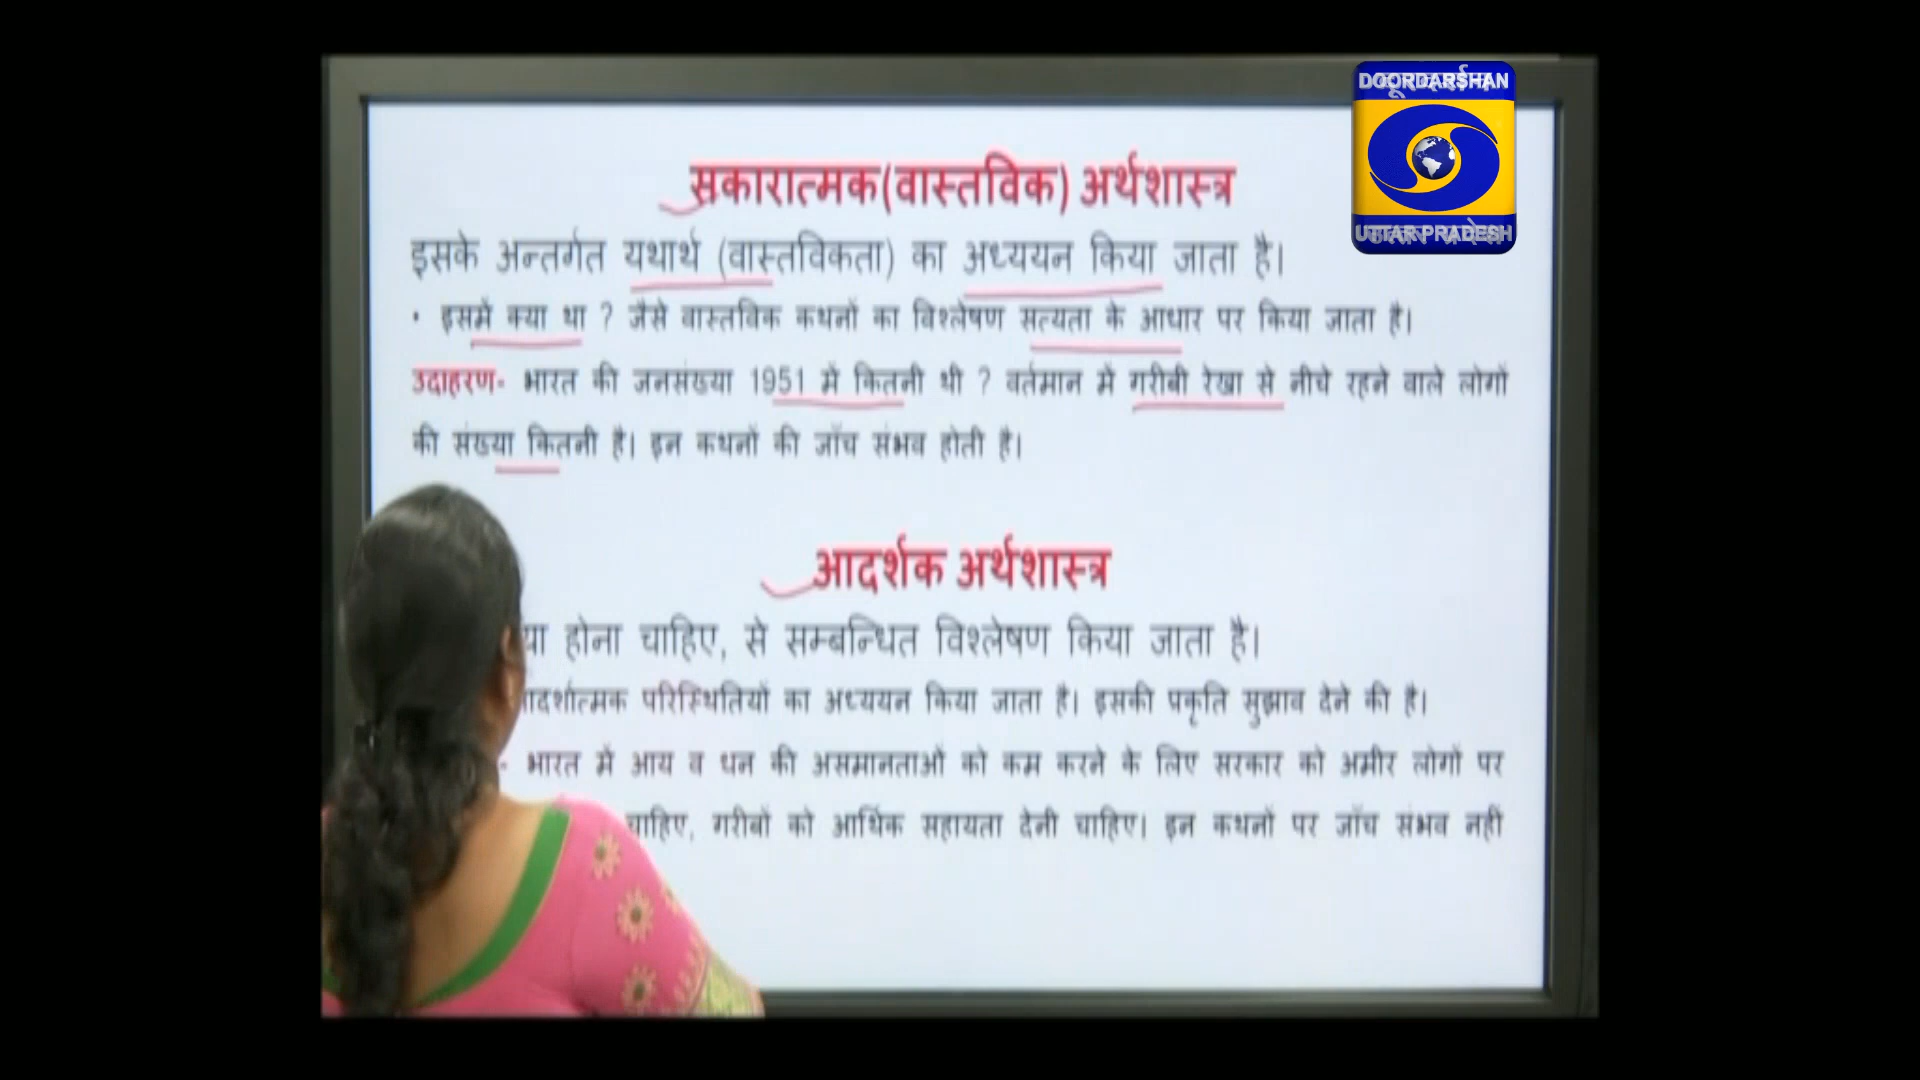 DOORDARSHAN
UTTAR PRADESH
सकारात्मक(वास्तविक) अर्थशास्त्र
इसके अन्तर्गत यथार्थ (वास्तविकता) का अध्ययन किया जाता है।
• इसमें क्या था ? जैसे वास्तविक कथनों का विश्लेषण सत्यता के आधार पर किया जाता है।
उदाहरण- भारत की जनसंख्या 1951 में कितनी थी ? वर्तमान में गरीबी रेखा से नीचे रहने वाले लोगों
की संख्या कितनी है। इन कथनों की जाँच संभव होती है।
आदर्शक अर्थशास्त्र
होना चाहिए, से सम्बन्धित विश्लेषण किया जाता है।
परिस्थितियों का अध्ययन किया जाता है। इसकी प्रकृति सुझाव देने की है।
- भारत में आय व धन की असमानताओं को कम करने के लिए सरकार को अमीर लोगों पर
चाहिए, गरीबों को आर्थिक सहायता देनी चाहिए। इन कथनों पर जाँच संभव नहीं